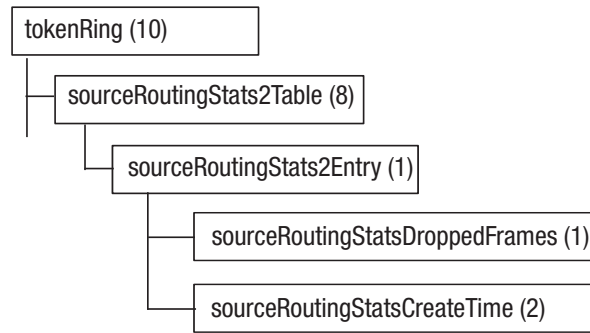 tokenRing (10)
sourceRoutingStats2Table (8)
sourceRoutingStats2Entry (1)
sourceRoutingStatsDroppedFrames (1)
sourceRoutingStatsCreateTime (2)